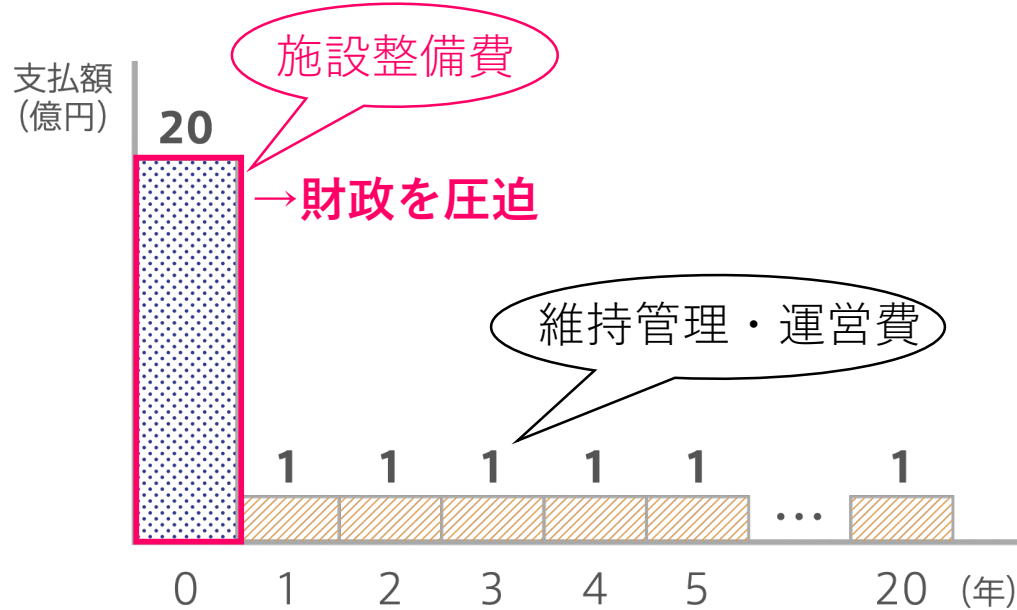 施設整備費
支払額
(億円)
20
→財政を圧迫
維持管理・運営費
1 1 1 1 1 … 1
0 1 2 3 4 5 20 (年)